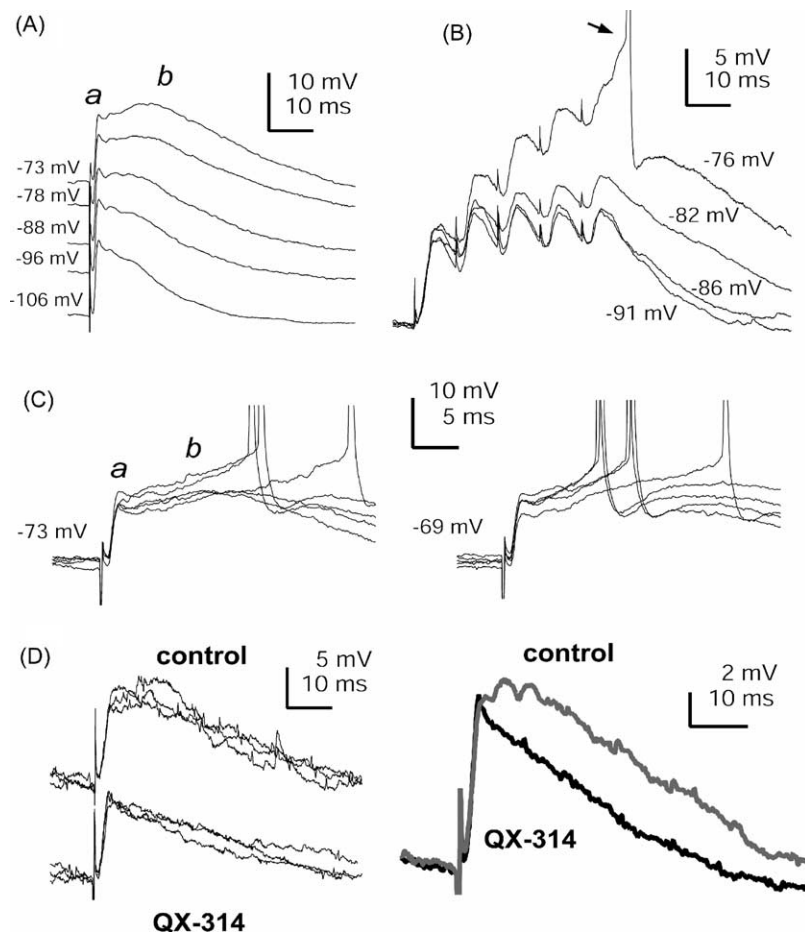 (A)
a
b
10 mV
10 ms
-73 mV
-78 mV
-88 mV
-96 mV
-106 mV
(B)
5 mV
10 ms
-76 mV
-82 mV
-86 mV
-91 mV
(C)
a
b
-73 mV
10 mV
5 ms
-69 mV
(D)
control
5 mV
10 ms
QX-314
control
2 mV
10 ms
QX-314